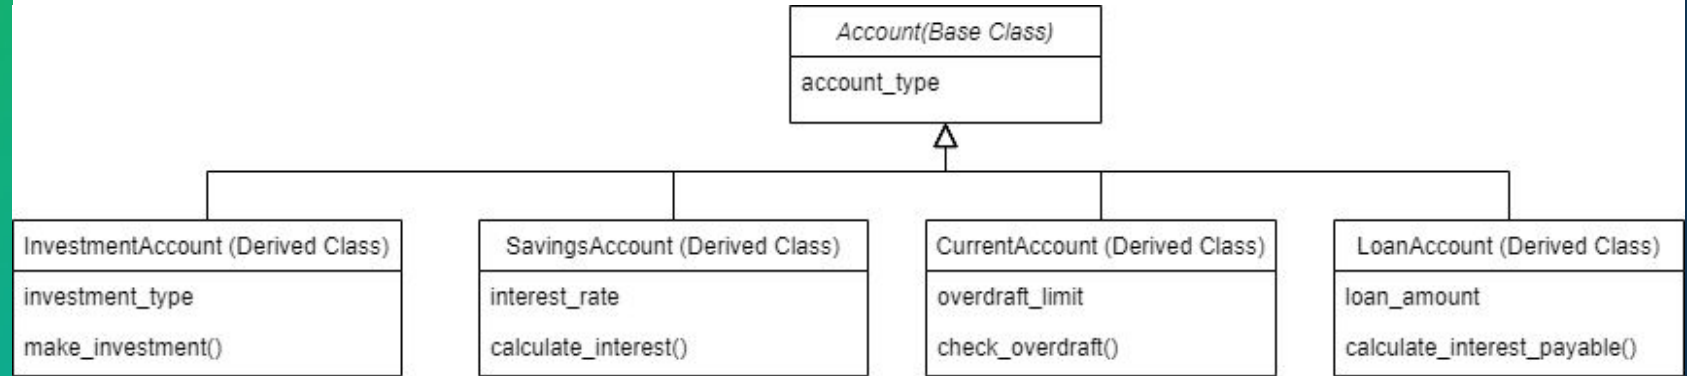 Account(Base Class)
account_type
InvestmentAccount (Derived Class)
investment_type
make_investment()
SavingsAccount (Derived Class)
interest_rate
calculate_interest()
CurrentAccount (Derived Class)
overdraft_limit
check_overdraft()
LoanAccount (Derived Class)
loan_amount
calculate_interest_payable()